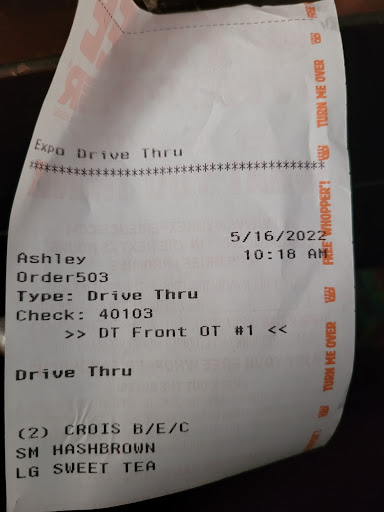 Expo Drive Thru
********************************
5/16/2022
Ashley 10:18 AM
Order503
Type: Drive Thru
Check: 40103
>> DT Front OT #1 <<
Drive Thru
(2) CROIS B/E/C
SM HASHBROWN
LG SWEET TEA
TURN ME OVER
FREE WHOPPER'!
TURN ME OVER